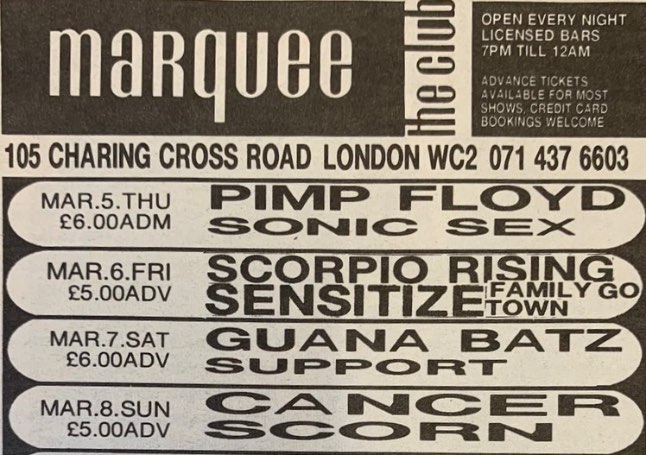 marquee
the club
OPEN EVERY NIGHT
LICENSED BARS
7PM TILL 12AM
ADVANCE TICKETS
AVAILABLE FOR MOST
SHOWS. CREDIT CARD
BOOKINGS WELCOME
105 CHARING CROSS ROAD LONDON WC2 071 437 6603
MAR.5.THU
£6.00ADM
PIMP FLOYD
SONIC SEX
MAR.6.FRI
£5.00ADV
SCORPIO RISING
SENSITIZE
FAMILY GO
TOWN
MAR.7.SAT
£6.00ADV
GUANA BATZ
SUPPORT
MAR.8.SUN
£5.00ADV
CANCER
SCORN